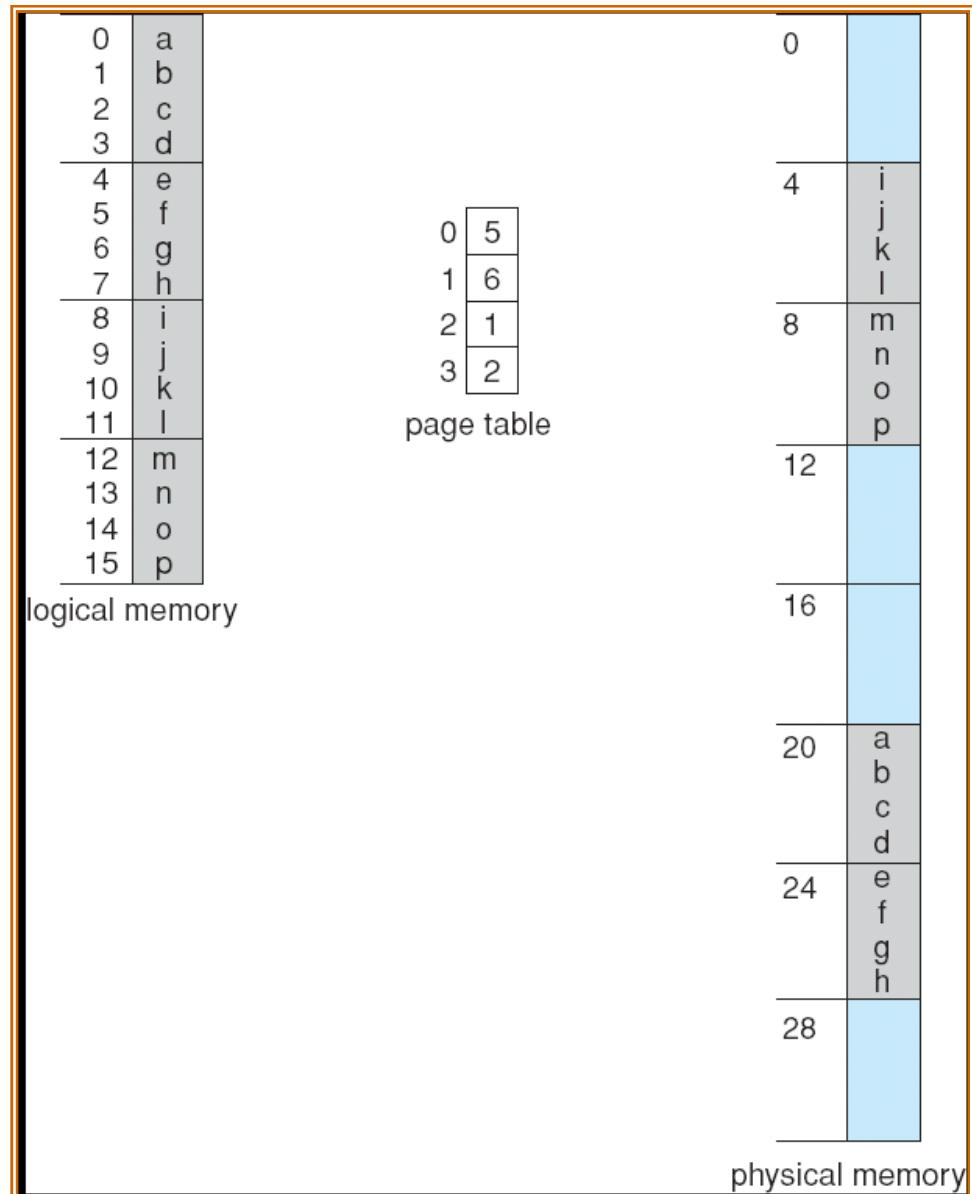 0 a
1 b
2 c
3 d
4 e
5 f
6 g
7 h
8 i
9 j
10 k
11 l
12 m
13 n
14 o
15 p
logical memory
0 5
1 6
2 1
3 2
page table
0
4 i
j
k
l
8 m
n
o
p
12
16
20 a
b
c
d
24 e
f
g
h
28
physical memory